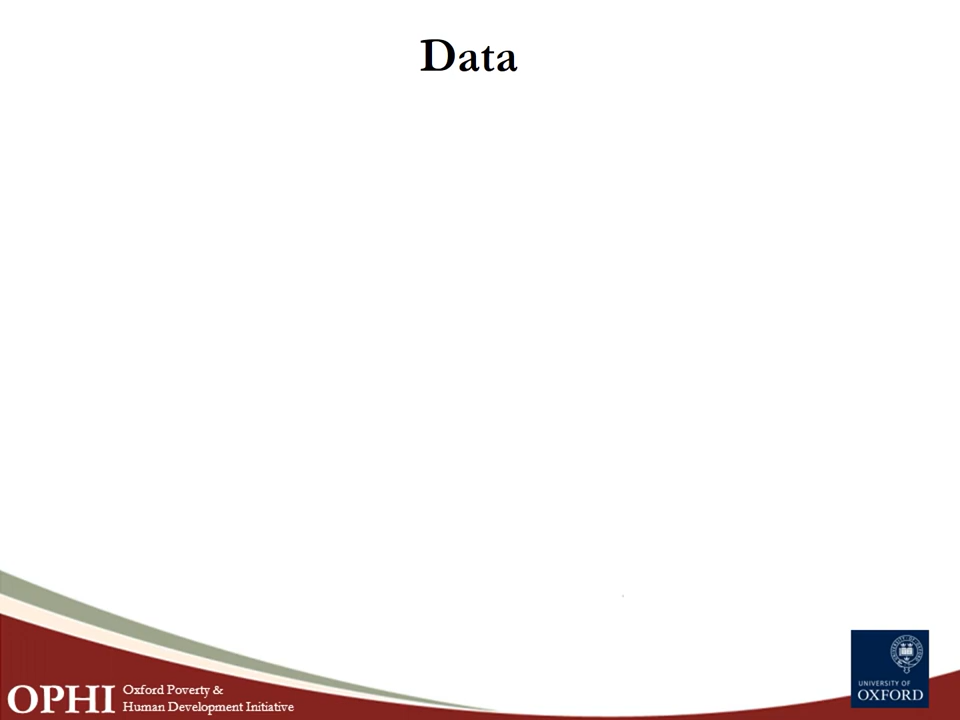 Data
OPHI
Oxford Poverty &
Human Development Initiative
UNIVERSITY OF
OXFORD